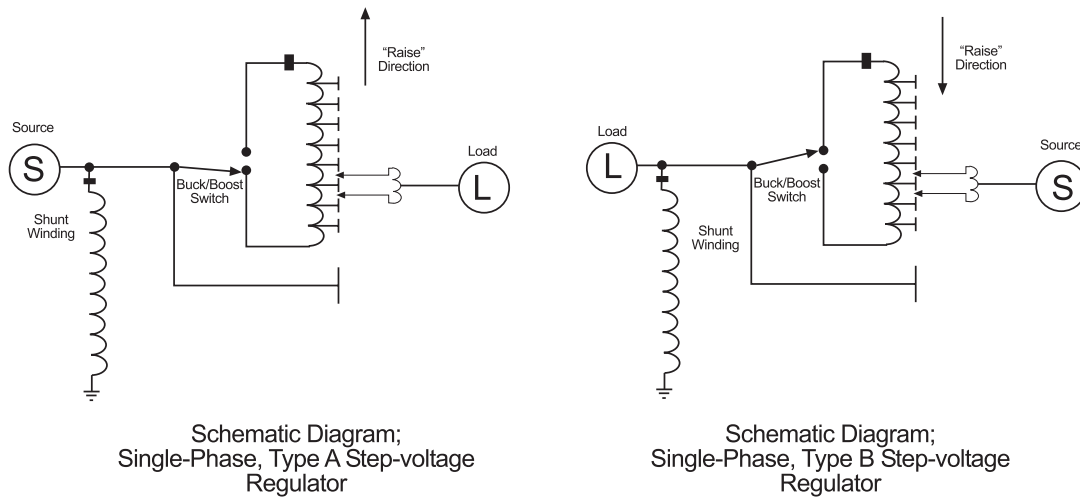 "Raise"
Direction
Source
S
Buck/Boost
Switch
Load
L
Shunt
Winding
Schematic Diagram;
Single-Phase, Type A Step-voltage
Regulator
"Raise"
Direction
Load
L
Buck/Boost
Switch
Source
S
Shunt
Winding
Schematic Diagram;
Single-Phase, Type B Step-voltage
Regulator